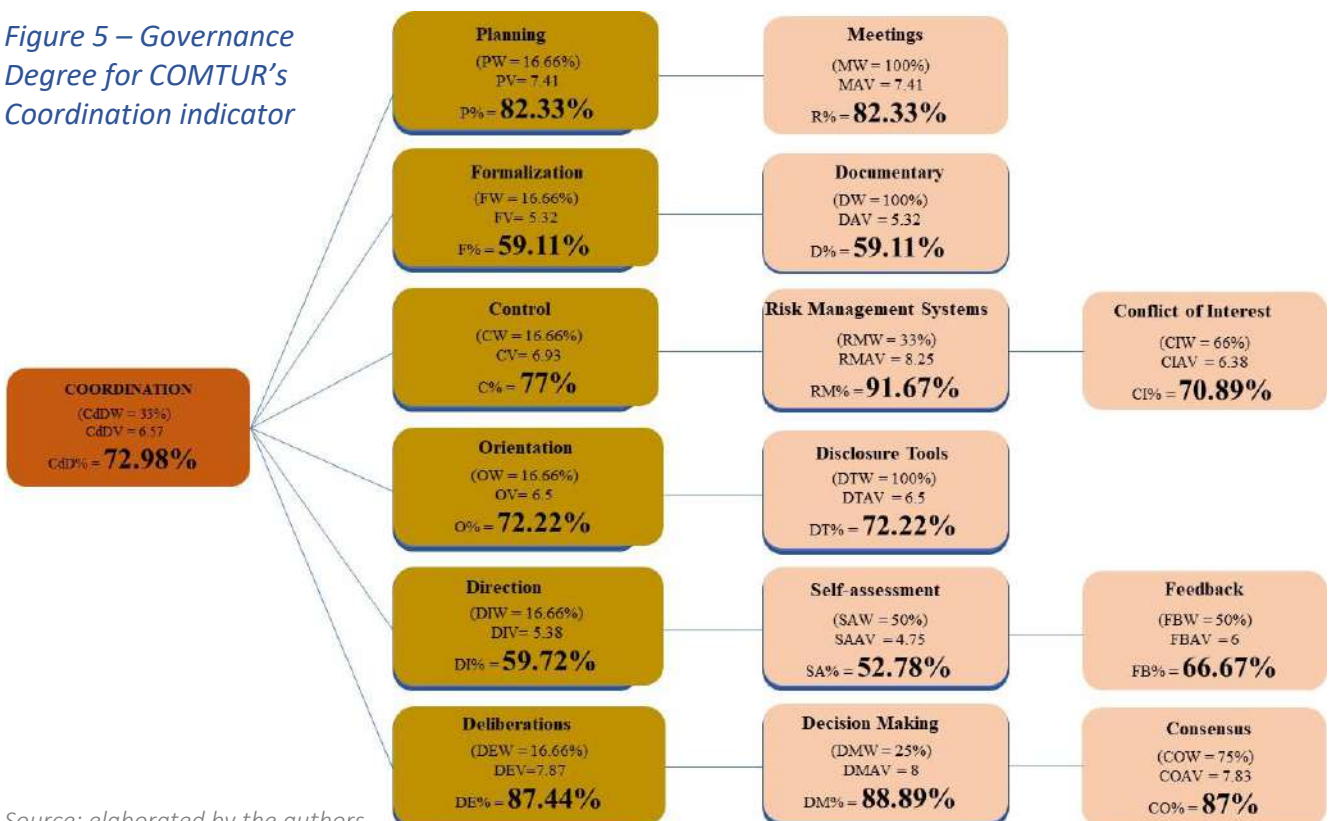 Figure 5 – Governance
Degree for COMTUR's
Coordination indicator
COORDINATION
(CdDW = 33%)
CdDV = 6.57
CdD% = 72.98%
Planning
(PW = 16.66%)
PV= 7.41
P% = 82.33%
Meetings
(MW = 100%)
MAV = 7.41
R% = 82.33%
Formalization
(FW = 16.66%)
FV= 5.32
F% = 59.11%
Documentary
(DW = 100%)
DAV = 5.32
D% = 59.11%
Control
(CW = 16.66%)
CV= 6.93
C% = 77%
Risk Management Systems
(RMW = 33%)
RMAV = 8.25
RM% = 91.67%
Conflict of Interest
(CIW = 66%)
CIAV = 6.38
CI% = 70.89%
Orientation
(OW = 16.66%)
OV= 6.5
O% = 72.22%
Disclosure Tools
(DTW = 100%)
DTAV = 6.5
DT% = 72.22%
Direction
(DIW = 16.66%)
DIV= 5.38
DI% = 59.72%
Self-assessment
(SAW = 50%)
SAAV = 4.75
SA% = 52.78%
Feedback
(FBW = 50%)
FBAV = 6
FB% = 66.67%
Deliberations
(DEW = 16.66%)
DEV=7.87
DE% = 87.44%
Decision Making
(DMW = 25%)
DMAV = 8
DM% = 88.89%
Consensus
(COW = 75%)
COAV = 7.83
CO% = 87%
Source: elaborated by the authors